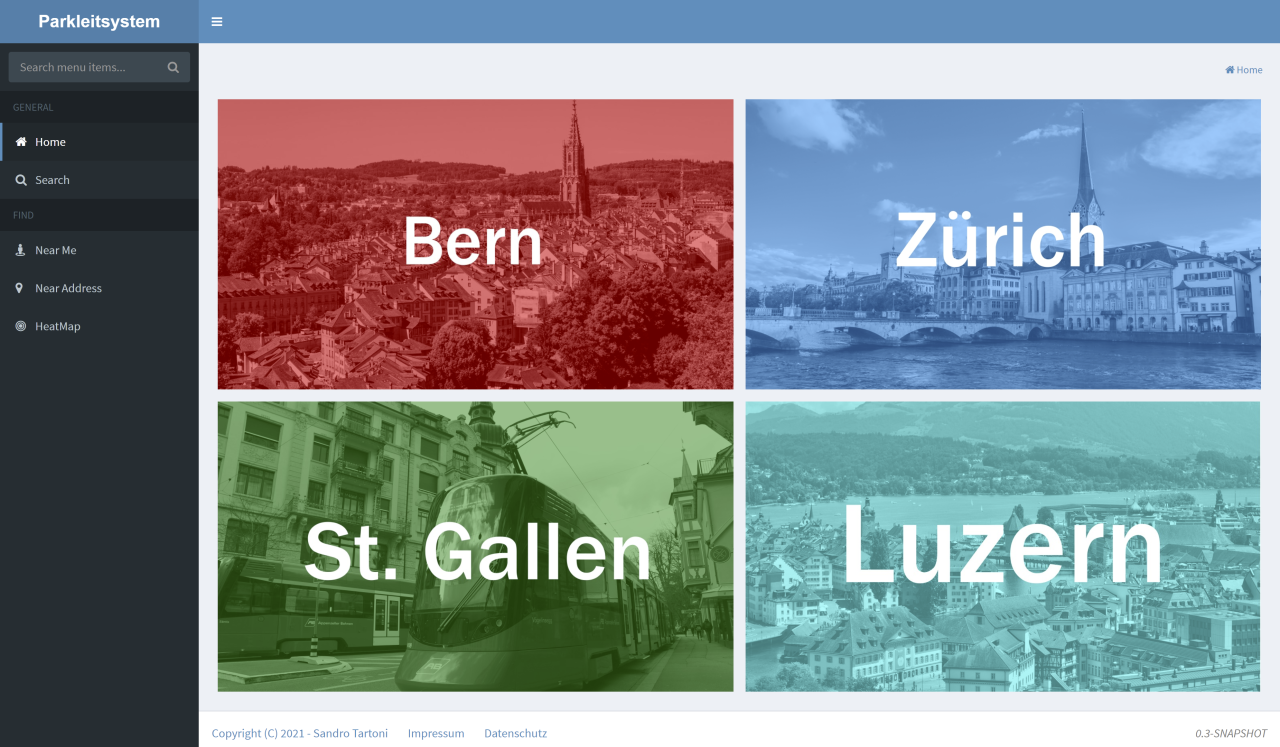 Parkleitsystem
Search menu items...
GENERAL
Home
Search
FIND
Near Me
Near Address
HeatMap
Home
Bern
Zürich
St. Gallen
Luzern
Copyright (C) 2021 - Sandro Tartoni
Impressum
Datenschutz
0.3-SNAPSHOT